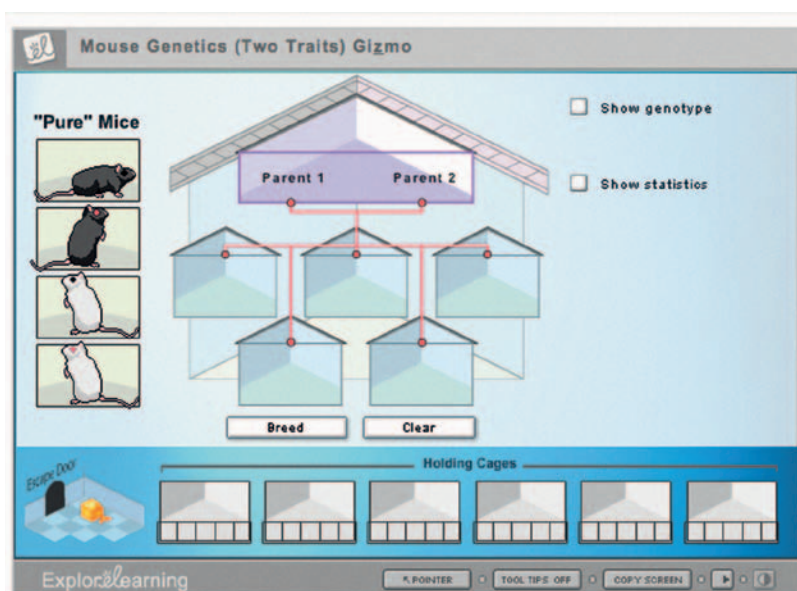 él
Mouse Genetics (Two Traits) Gizmo
"Pure" Mice
Show genotype
Parent 1 Parent 2
Show statistics
Breed Clear
Holding Cages
Escape Door
ExploreLearning
POINTER TOOL TIPS OFF COPY SCREEN